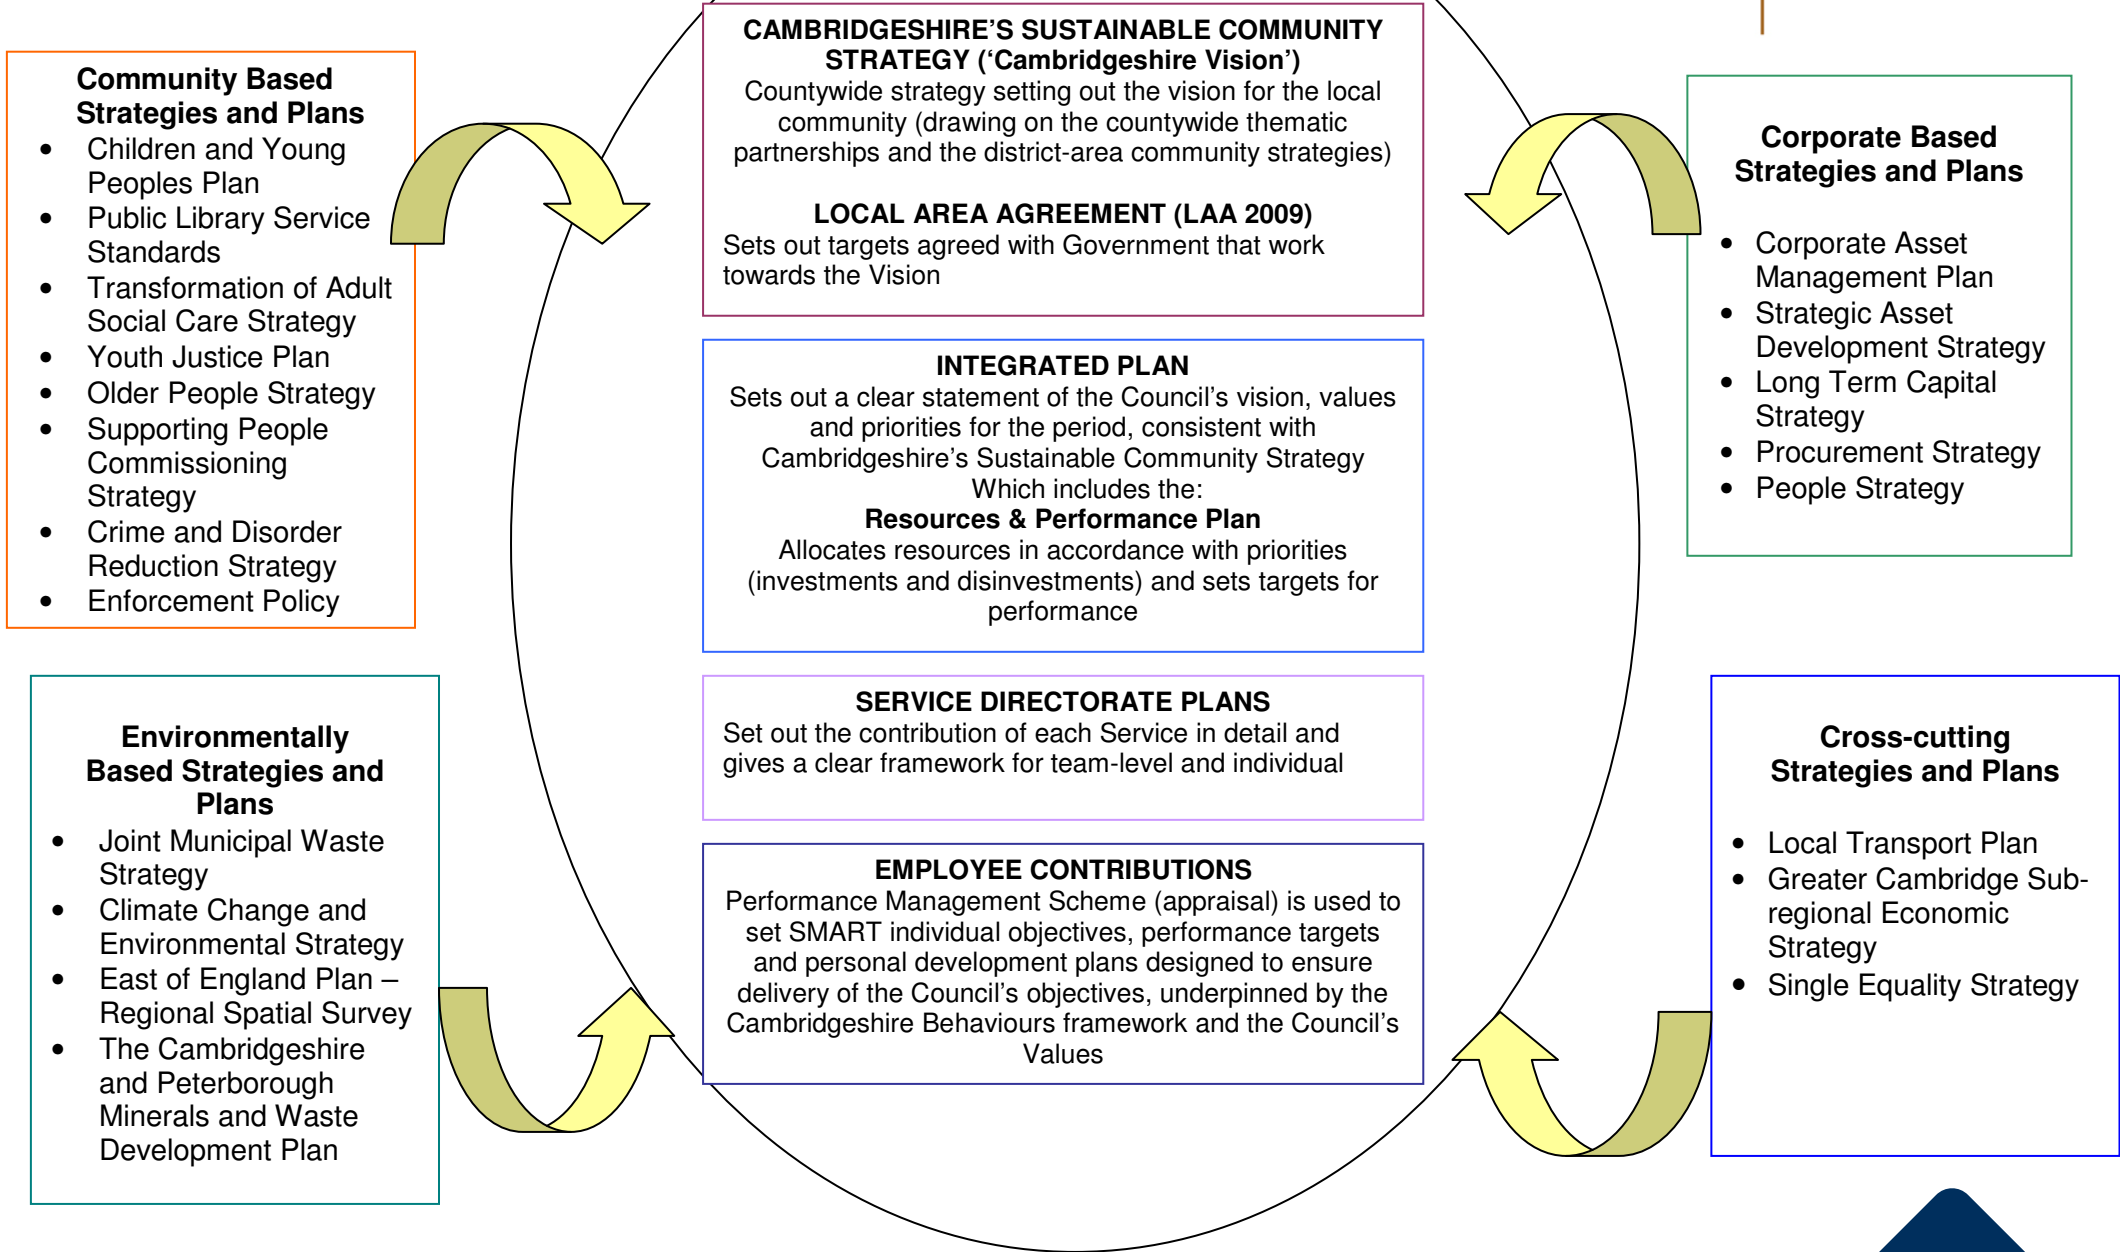 Community Based
Strategies and Plans
• Children and Young
Peoples Plan
• Public Library Service
Standards
• Transformation of Adult
Social Care Strategy
• Youth Justice Plan
• Older People Strategy
• Supporting People
Commissioning
Strategy
• Crime and Disorder
Reduction Strategy
• Enforcement Policy
Environmentally
Based Strategies and
Plans
• Joint Municipal Waste
Strategy
• Climate Change and
Environmental Strategy
• East of England Plan –
Regional Spatial Survey
• The Cambridgeshire
and Peterborough
Minerals and Waste
Development Plan
CAMBRIDGESHIRE’S SUSTAINABLE COMMUNITY
STRATEGY (‘Cambridgeshire Vision’)
Countywide strategy setting out the vision for the local
community (drawing on the countywide thematic
partnerships and the district-area community strategies)
LOCAL AREA AGREEMENT (LAA 2009)
Sets out targets agreed with Government that work
towards the Vision
INTEGRATED PLAN
Sets out a clear statement of the Council’s vision, values
and priorities for the period, consistent with
Cambridgeshire’s Sustainable Community Strategy
Which includes the:
Resources & Performance Plan
Allocates resources in accordance with priorities
(investments and disinvestments) and sets targets for
performance
SERVICE DIRECTORATE PLANS
Set out the contribution of each Service in detail and
gives a clear framework for team-level and individual
EMPLOYEE CONTRIBUTIONS
Performance Management Scheme (appraisal) is used to
set SMART individual objectives, performance targets
and personal development plans designed to ensure
delivery of the Council’s objectives, underpinned by the
Cambridgeshire Behaviours framework and the Council’s
Values
Corporate Based
Strategies and Plans
• Corporate Asset
Management Plan
• Strategic Asset
Development Strategy
• Long Term Capital
Strategy
• Procurement Strategy
• People Strategy
Cross-cutting
Strategies and Plans
• Local Transport Plan
• Greater Cambridge Sub-
regional Economic
Strategy
• Single Equality Strategy